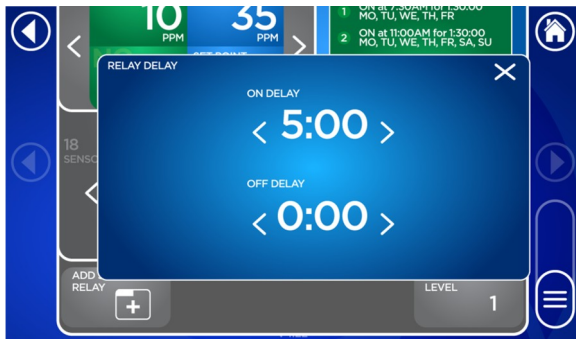 10
PPM
35
PPM
SET POINT
1 ON at 7:30AM for 1:30:00
MO, TU, WE, TH, FR
2 ON at 11:00AM for 1:30:00
MO, TU, WE, TH, FR, SA, SU
RELAY DELAY
ON DELAY
< 5:00 >
OFF DELAY
< 0:00 >
18
ADD
RELAY
LEVEL
1